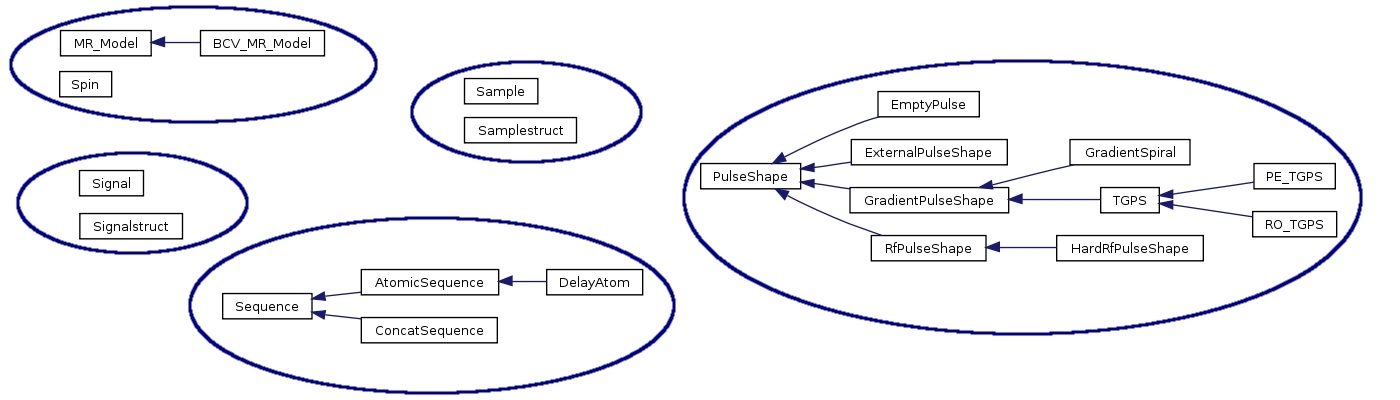 MR_Model
BCV_MR_Model
Spin
Sample
Samplestruct
Signal
Signalstruct
Sequence
AtomicSequence
DelayAtom
ConcatSequence
PulseShape
EmptyPulse
ExternalPulseShape
GradientPulseShape
GradientSpiral
TGPS
PE_TGPS
RO_TGPS
RfPulseShape
HardRfPulseShape